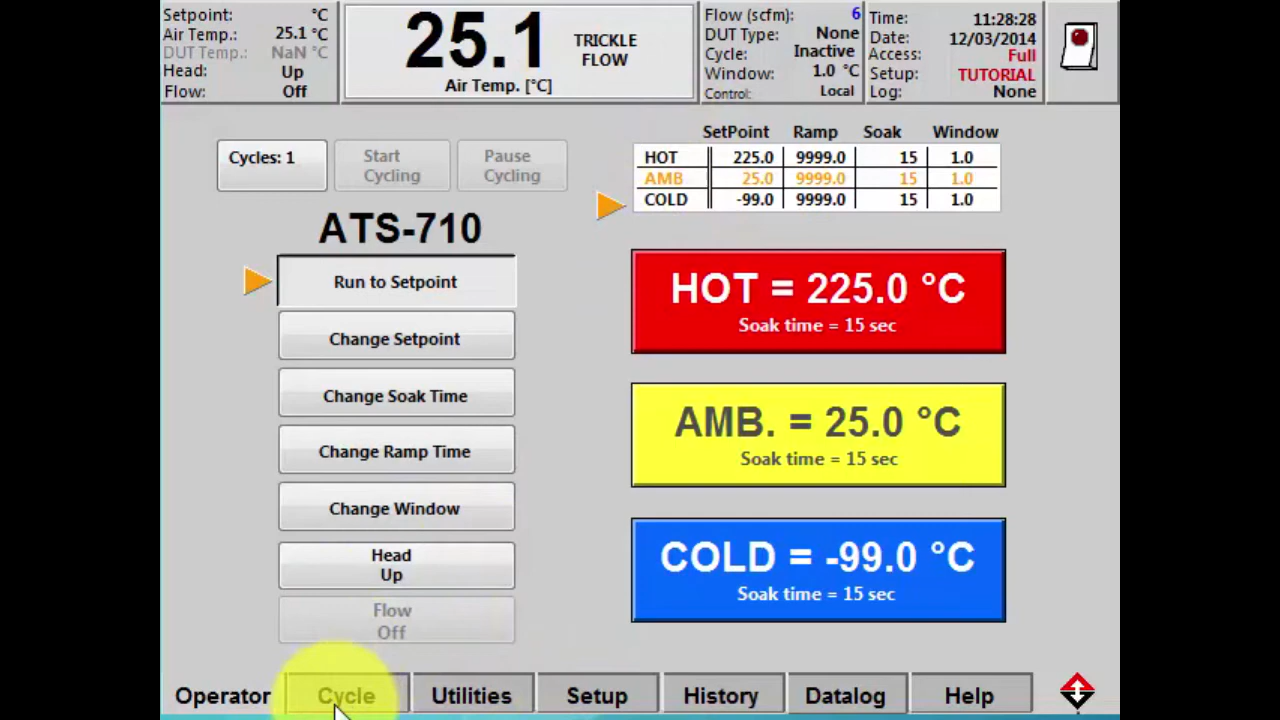 Setpoint: °C
Air Temp.: 25.1 °C
DUT Temp.: NaN °C
Head: Up
Flow: Off
25.1
TRICKLE
FLOW
Air Temp. [°C]
Flow (scfm): 6
DUT Type: None
Cycle: Inactive
Window: 1.0 °C
Control: Local
Time: 11:28:28
Date: 12/03/2014
Access: Full
Setup: TUTORIAL
Log: None
Cycles: 1
Start
Cycling
Pause
Cycling
SetPoint Ramp Soak Window
HOT 225.0 9999.0 15 1.0
AMB 25.0 9999.0 15 1.0
COLD -99.0 9999.0 15 1.0
ATS-710
Run to Setpoint
Change Setpoint
Change Soak Time
Change Ramp Time
Change Window
Head
Up
Flow
Off
HOT = 225.0 °C
Soak time = 15 sec
AMB. = 25.0 °C
Soak time = 15 sec
COLD = -99.0 °C
Soak time = 15 sec
Operator Cycle Utilities Setup History Datalog Help